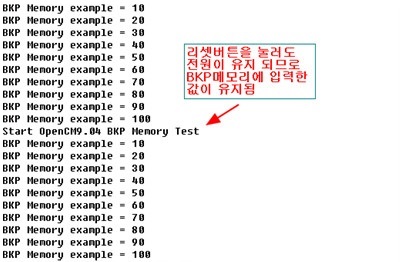 BKP Memory example = 10
BKP Memory example = 20
BKP Memory example = 30
BKP Memory example = 40
BKP Memory example = 50
BKP Memory example = 60
BKP Memory example = 70
BKP Memory example = 80
BKP Memory example = 90
BKP Memory example = 100
리셋버튼을 눌러도
전원이 유지 되므로
BKP메모리에 입력한
값이 유지됨
Start OpenCM9.04 BKP Memory Test
BKP Memory example = 10
BKP Memory example = 20
BKP Memory example = 30
BKP Memory example = 40
BKP Memory example = 50
BKP Memory example = 60
BKP Memory example = 70
BKP Memory example = 80
BKP Memory example = 90
BKP Memory example = 100